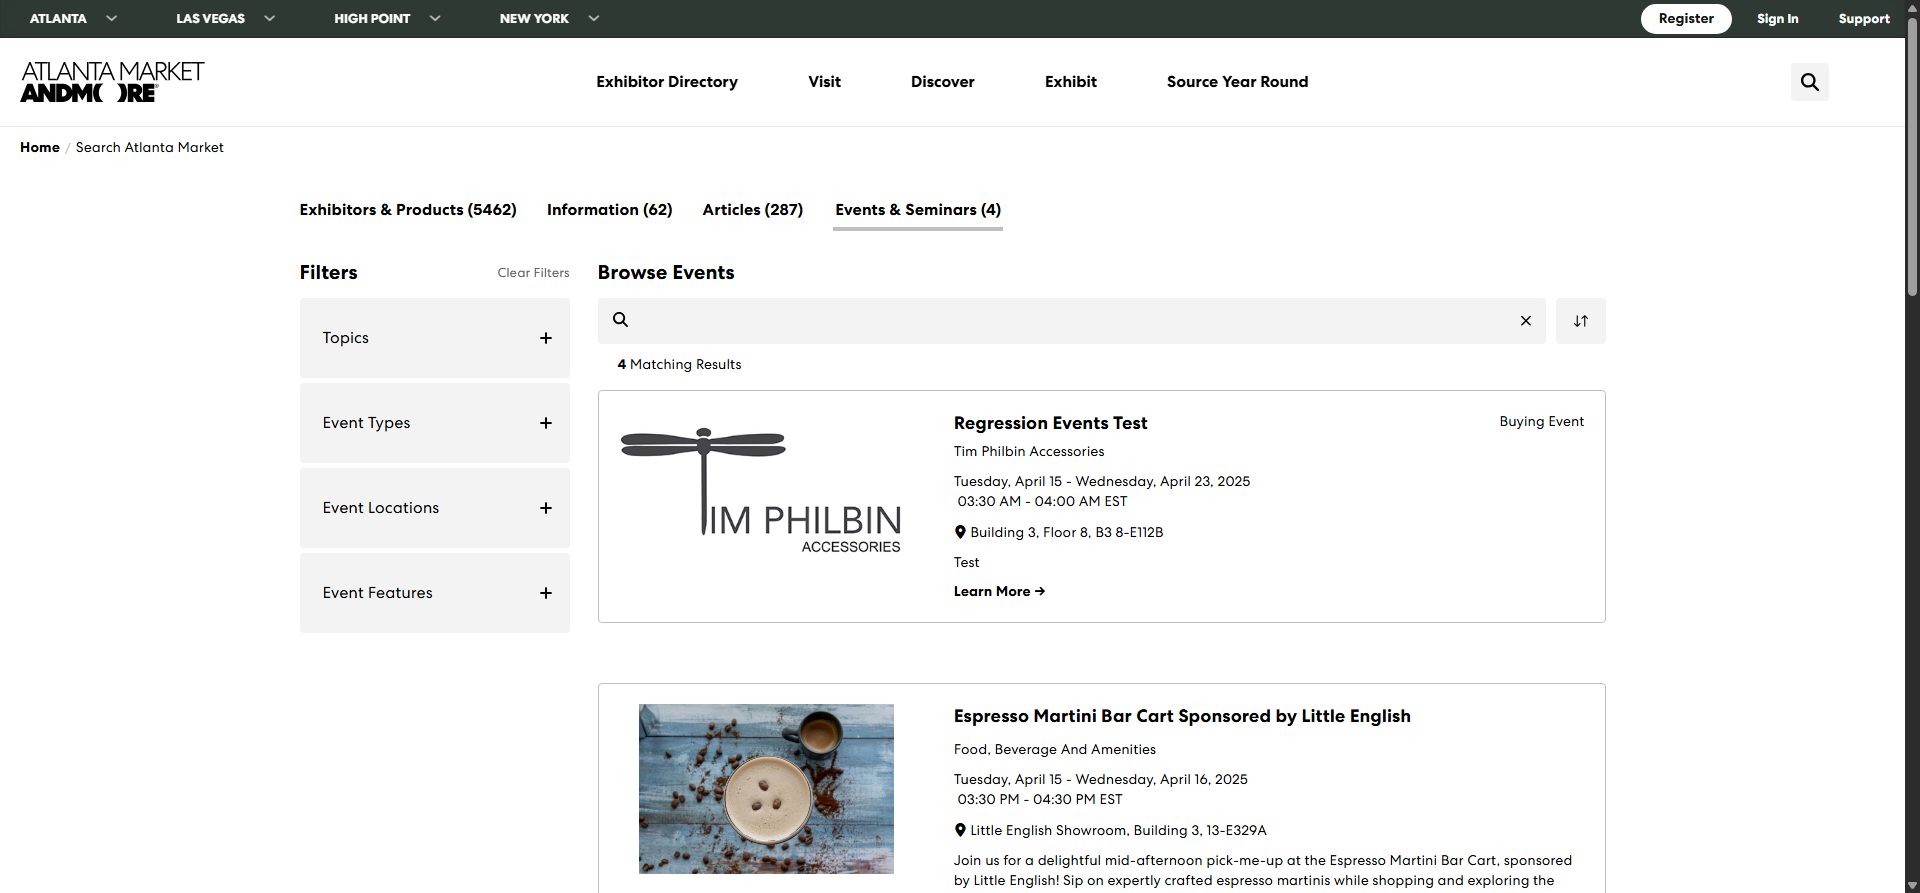 ATLANTA
LAS VEGAS
HIGH POINT
NEW YORK
Register
Sign In
Support
ATLANTA MARKET
ANDMORE
Exhibitor Directory
Visit
Discover
Exhibit
Source Year Round
Home / Search Atlanta Market
Exhibitors & Products (5462)
Information (62)
Articles (287)
Events & Seminars (4)
Filters
Clear Filters
Topics
Event Types
Event Locations
Event Features
Browse Events
4 Matching Results
TIM PHILBIN
ACCESSORIES
Regression Events Test
Buying Event
Tim Philbin Accessories
Tuesday, April 15 - Wednesday, April 23, 2025
03:30 AM - 04:00 AM EST
Building 3, Floor 8, B3 8-E112B
Test
Learn More →
Espresso Martini Bar Cart Sponsored by Little English
Food, Beverage And Amenities
Tuesday, April 15 - Wednesday, April 16, 2025
03:30 PM - 04:30 PM EST
Little English Showroom, Building 3, 13-E329A
Join us for a delightful mid-afternoon pick-me-up at the Espresso Martini Bar Cart, sponsored
by Little English! Sip on expertly crafted espresso martinis while shopping and exploring the